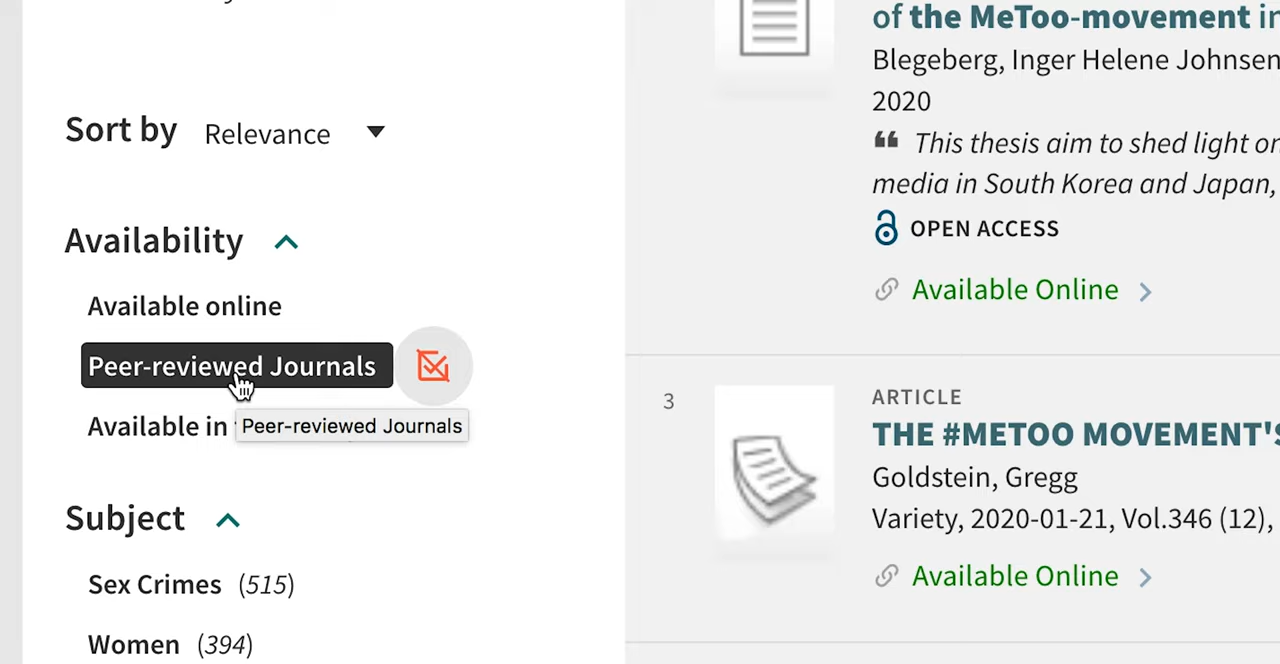 Sort by Relevance
Availability
Available online
Peer-reviewed Journals
Available in
Peer-reviewed Journals
Subject
Sex Crimes (515)
Women (394)
of the MeToo-movement in
Blegeberg, Inger Helene Johnsen
2020
❝ This thesis aim to shed light on
media in South Korea and Japan,
OPEN ACCESS
Available Online
3
ARTICLE
THE #METOO MOVEMENT'S
Goldstein, Gregg
Variety, 2020-01-21, Vol.346 (12),
Available Online